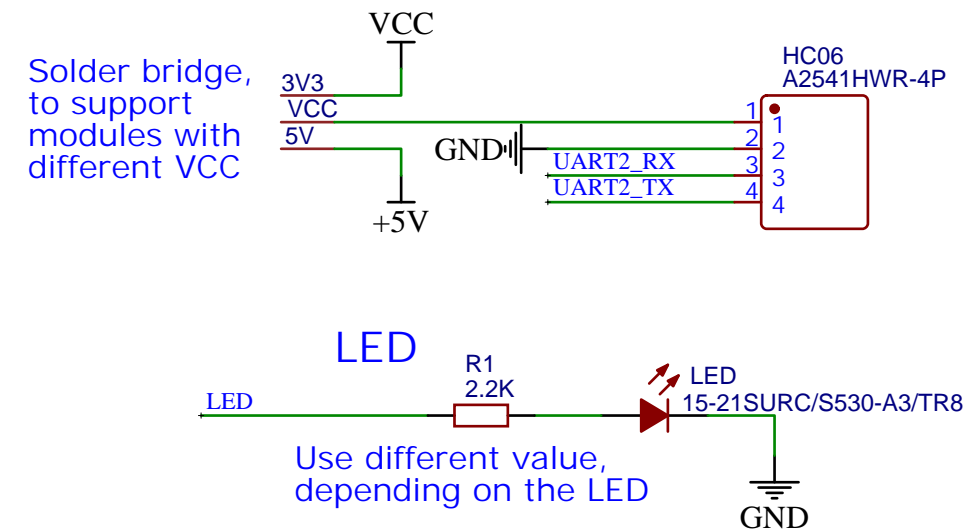 VCC
Solder bridge,
to support
modules with
different VCC
3V3
VCC
5V
+5V
GND
UART2_RX
UART2_TX
HC06
A2541HWR-4P
1 1
2 2
3 3
4 4
LED
LED
R1
2.2K
LED
15-21SURC/S530-A3/TR8
Use different value,
depending on the LED
GND